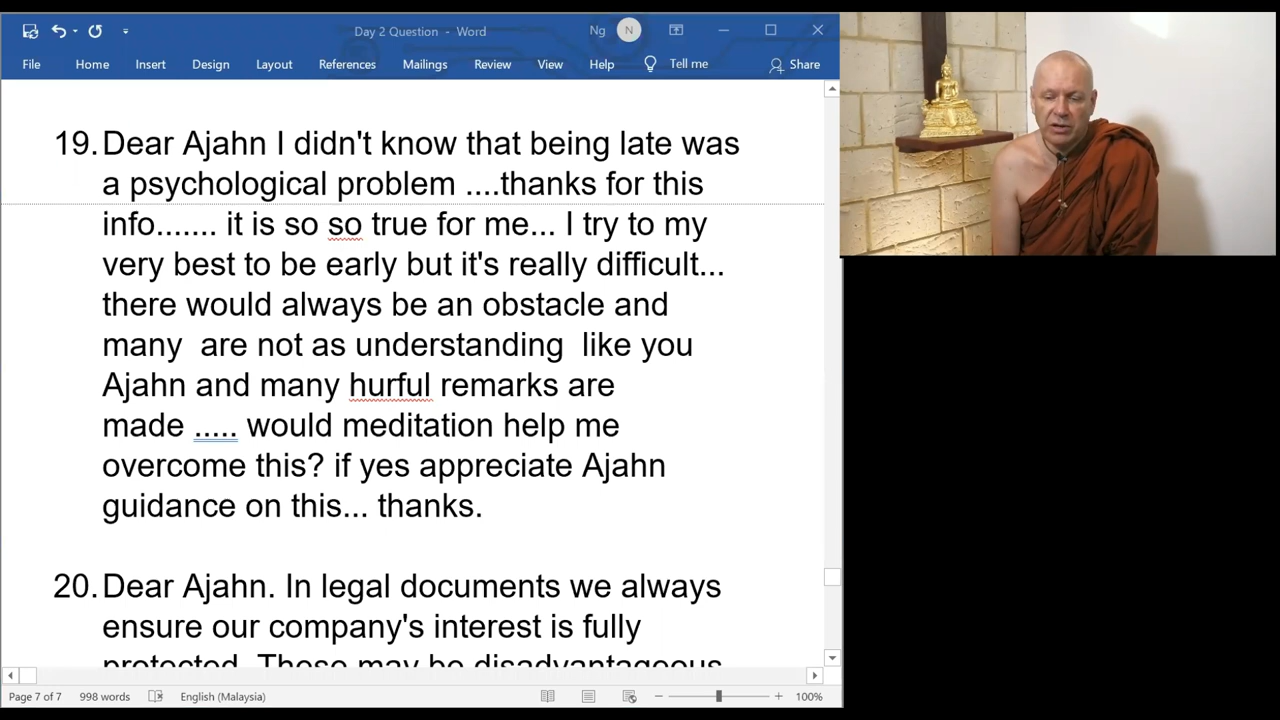 Day 2 Question - Word
Ng
N
File Home Insert Design Layout References Mailings Review View Help Tell me Share
19. Dear Ajahn I didn't know that being late was
a psychological problem ....thanks for this
info....... it is so so true for me... I try to my
very best to be early but it's really difficult...
there would always be an obstacle and
many are not as understanding like you
Ajahn and many hurful remarks are
made ..... would meditation help me
overcome this? if yes appreciate Ajahn
guidance on this... thanks.
20. Dear Ajahn. In legal documents we always
ensure our company's interest is fully
protected. These may be disadvantageous
Page 7 of 7 998 words English (Malaysia) 100%